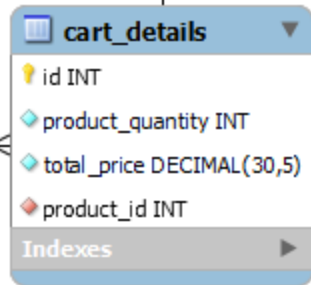 cart_details
id INT
product_quantity INT
total_price DECIMAL(30,5)
product_id INT
Indexes